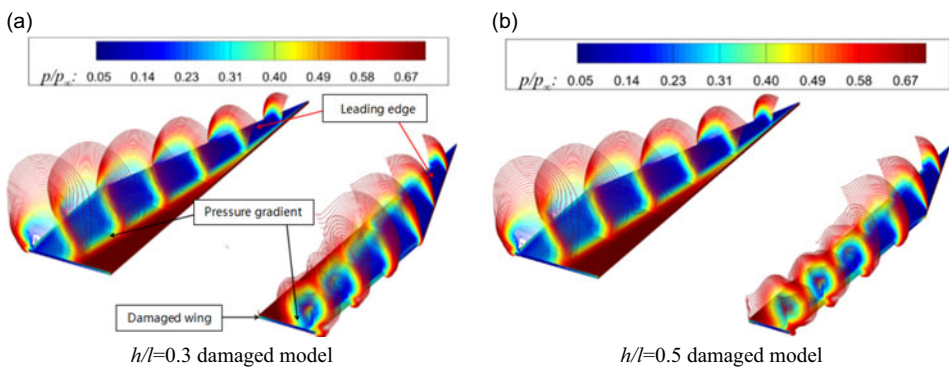 (a)
p/p∞: 0.05 0.14 0.23 0.31 0.40 0.49 0.58 0.67
Leading edge
Pressure gradient
Damaged wing
h/l=0.3 damaged model
(b)
p/p∞: 0.05 0.14 0.23 0.31 0.40 0.49 0.58 0.67
h/l=0.5 damaged model